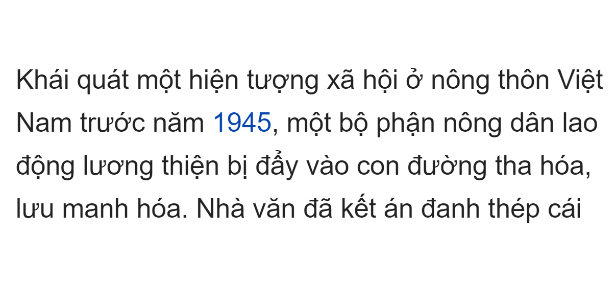 Khái quát một hiện tượng xã hội ở nông thôn Việt
Nam trước năm 1945, một bộ phận nông dân lao
động lương thiện bị đẩy vào con đường tha hóa,
lưu manh hóa. Nhà văn đã kết án đanh thép cái